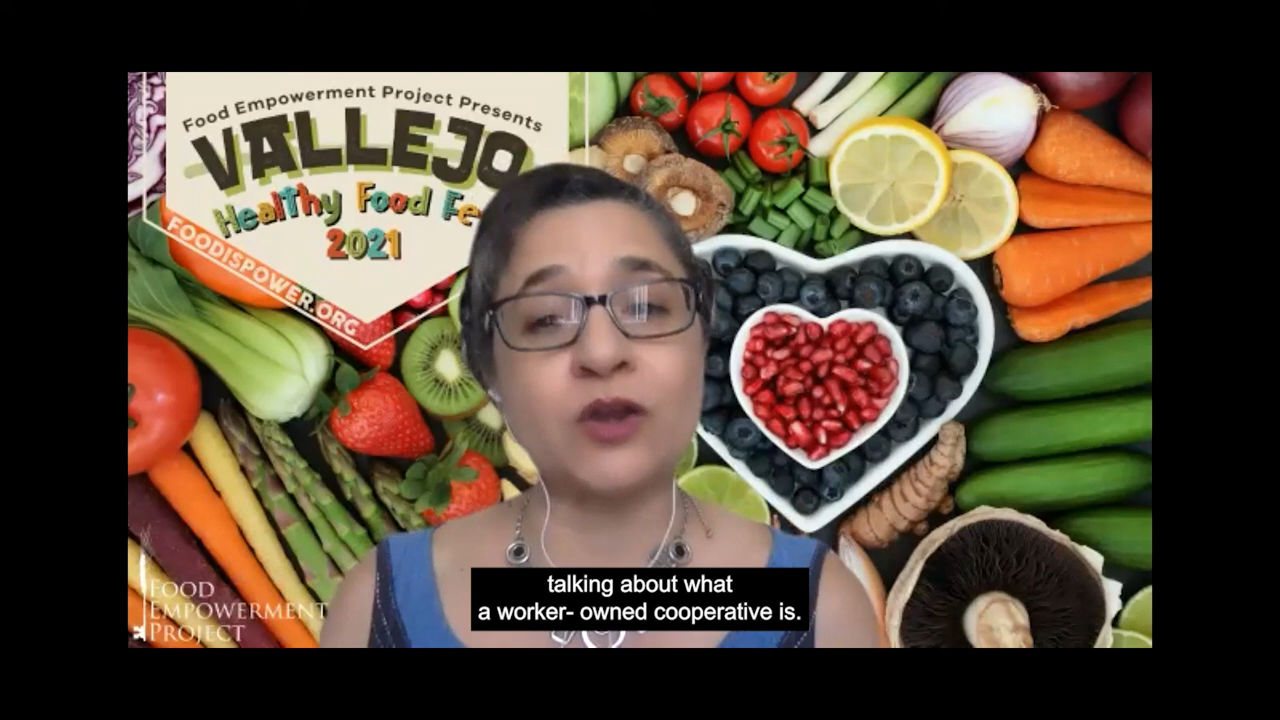 Food Empowerment Project Presents
VALLEJO
Healthy Food Fe
2021
FOODISPOWER.ORG
FOOD
EMPOWERMENT
PROJECT
talking about what
a worker- owned cooperative is.